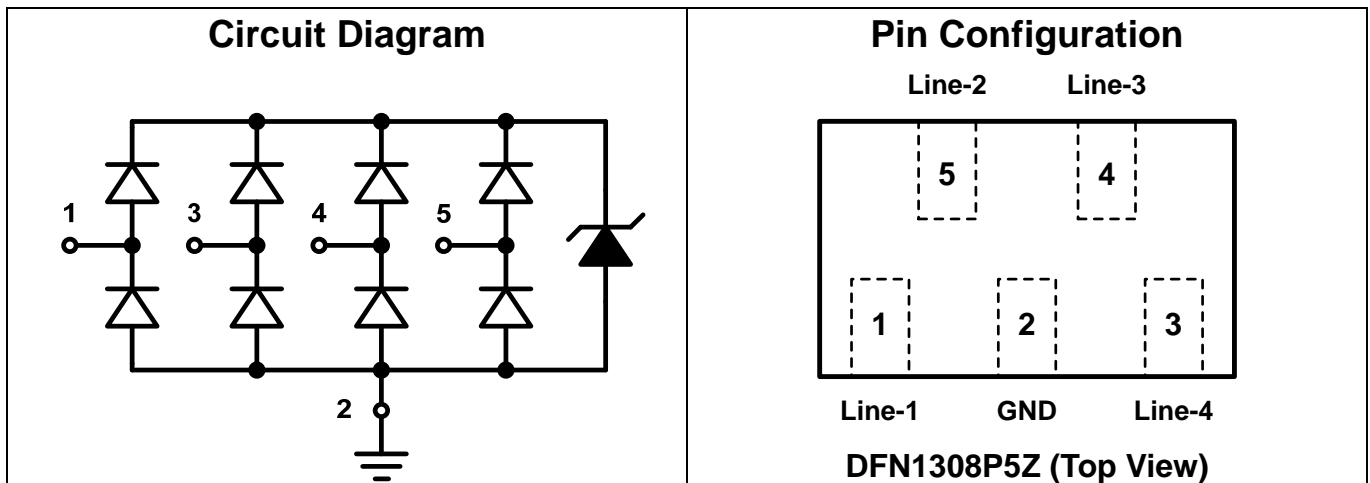 Circuit Diagram
1 3 4 5
2
Pin Configuration
Line-2 Line-3
5 4
1 2 3
Line-1 GND Line-4
DFN1308P5Z (Top View)